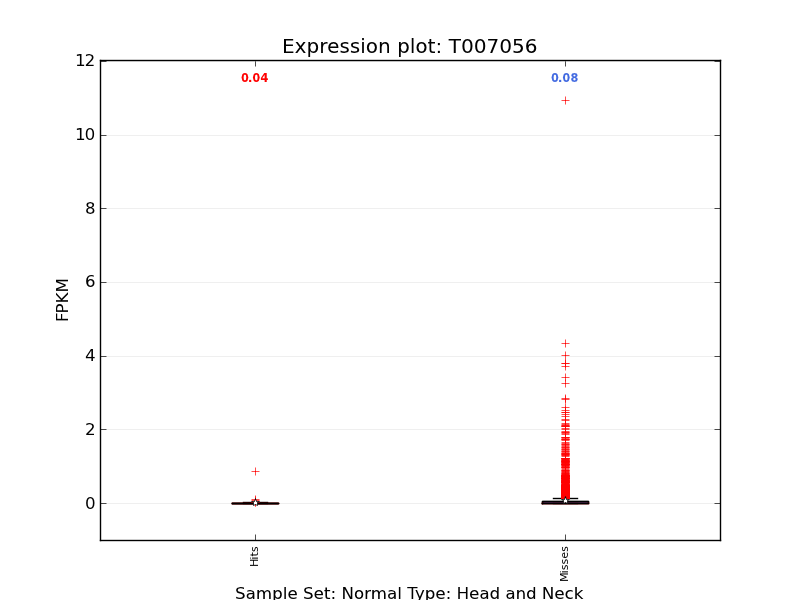 Expression plot: T007056
12
0.04
0.08
10
8
6
FPKM
4
2
0
Hits
Misses
Sample Set: Normal Type: Head and Neck